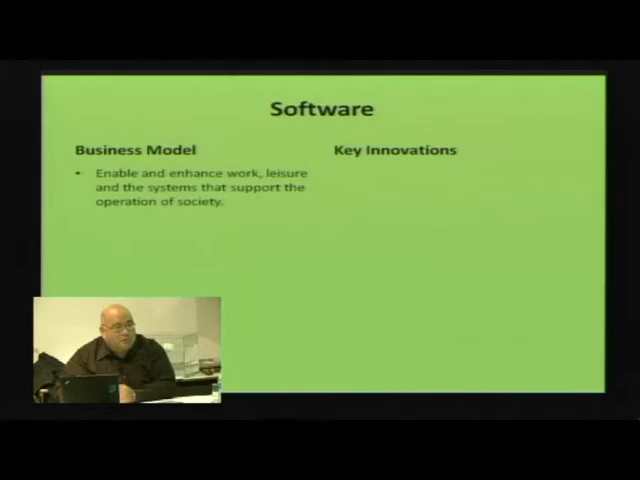 Software
Business Model
Key Innovations
• Enable and enhance work, leisure
and the systems that support the
operation of society.